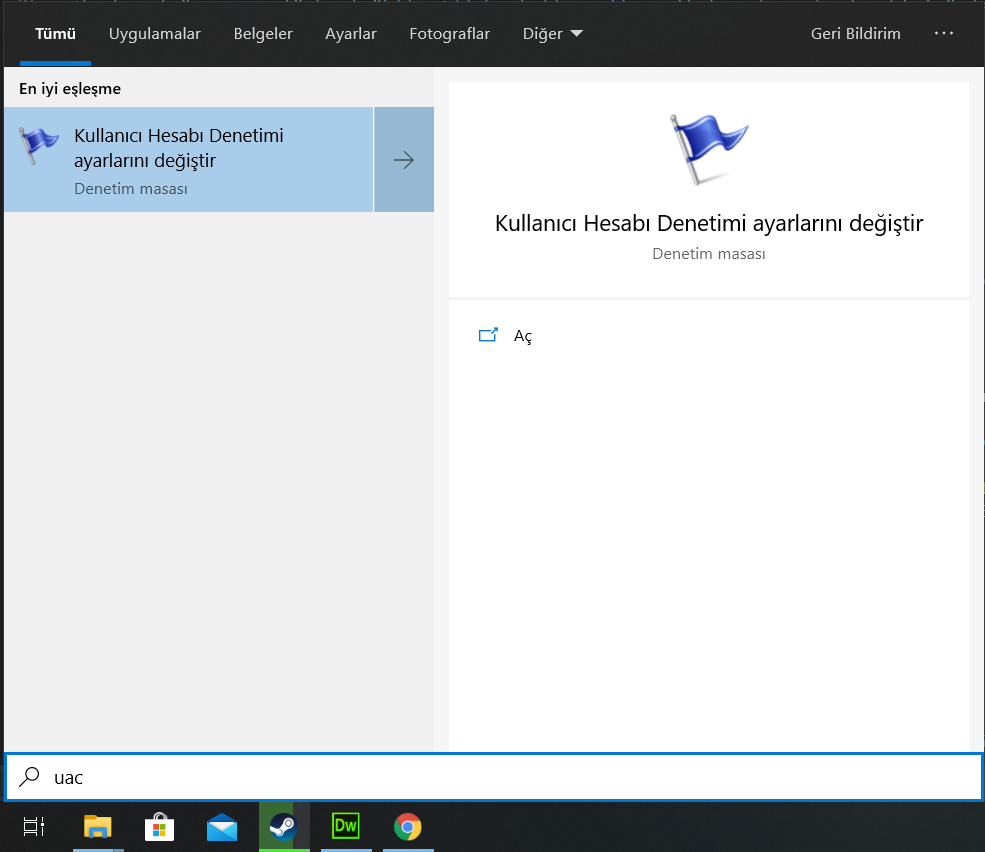 Tümü Uygulamalar Belgeler Ayarlar Fotograflar Diğer Geri Bildirim ···
En iyi eşleşme
Kullanıcı Hesabı Denetimi
ayarlarını değiştir
Denetim masası
Kullanıcı Hesabı Denetimi ayarlarını değiştir
Denetim masası
Aç
uac
Dw